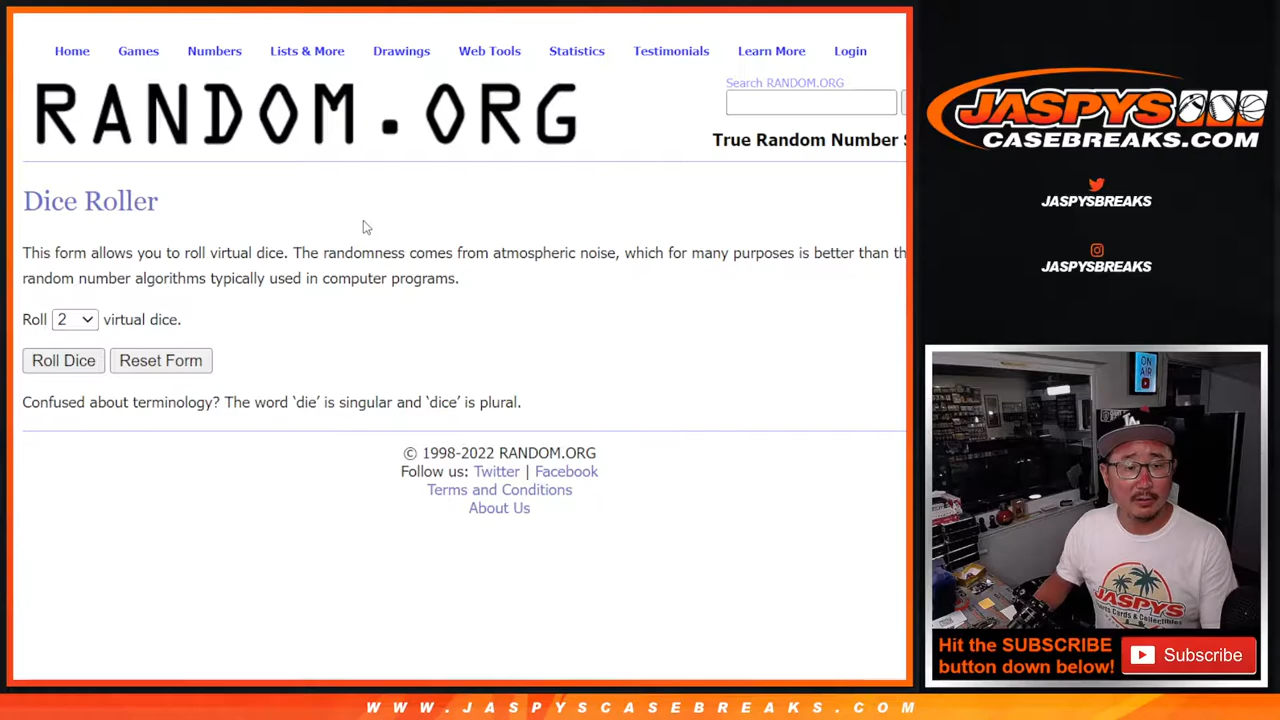 Home Games Numbers Lists & More Drawings Web Tools Statistics Testimonials Learn More Login
RANDOM.ORG
Search RANDOM.ORG
True Random Number S
Dice Roller
This form allows you to roll virtual dice. The randomness comes from atmospheric noise, which for many purposes is better than th
random number algorithms typically used in computer programs.
Roll 2 virtual dice.
Roll Dice Reset Form
Confused about terminology? The word ‘die’ is singular and ‘dice’ is plural.
© 1998-2022 RANDOM.ORG
Follow us: Twitter | Facebook
Terms and Conditions
About Us
JASPYS
CASEBREAKS.COM
JASPYSBREAKS
JASPYSBREAKS
ON
AIR
LA
JASPYS
Hit the SUBSCRIBE
button down below!
Subscribe
WWW.JASPYSCASEBREAKS.COM